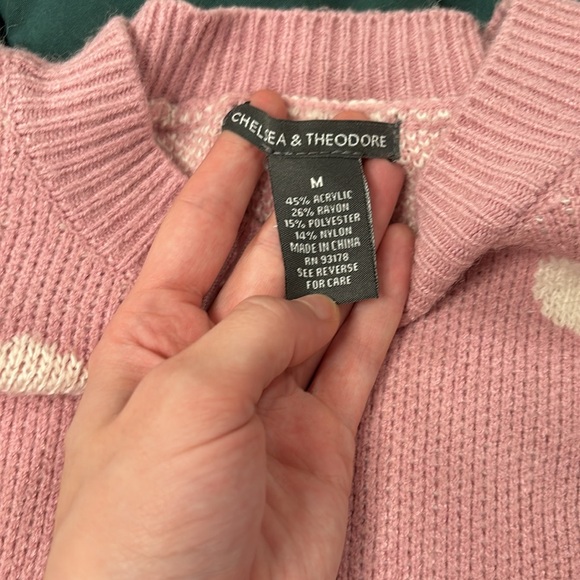 CHELSEA & THEODORE
M
45% ACRYLIC
26% RAYON
15% POLYESTER
14% NYLON
MADE IN CHINA
RN 93178
SEE REVERSE
FOR CARE